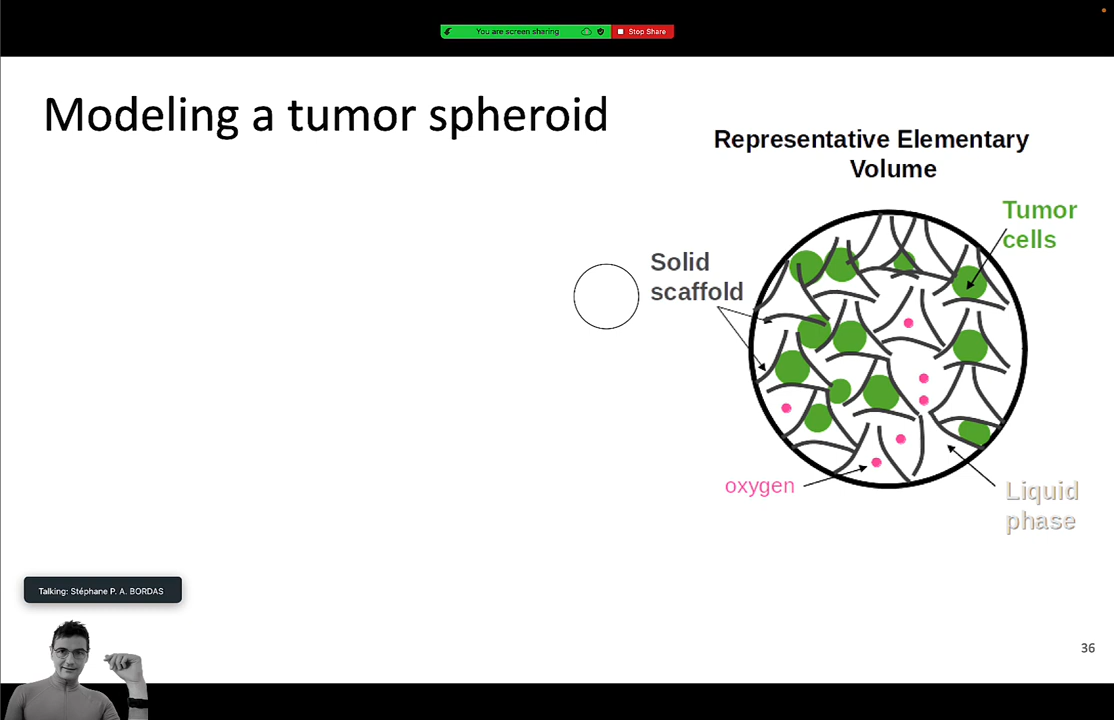 You are screen sharing
Stop Share
Modeling a tumor spheroid
Representative Elementary
Volume
Tumor
cells
Solid
scaffold
oxygen
Liquid
phase
Talking: Stéphane P. A. BORDAS
36